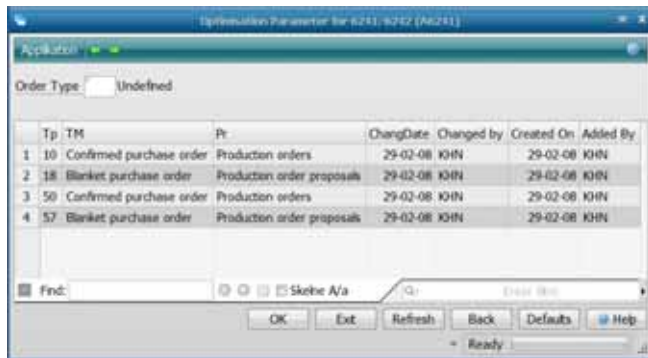 Optimisation Parameter for 6241, 6242 (A6241)
Applikation
Order Type Undefined
Tp TM Pr ChangDate Changed by Created On Added By
1 10 Confirmed purchase order Production orders 29-02-08 KHN 29-02-08 KHN
2 18 Blanket purchase order Production order proposals 29-02-08 KHN 29-02-08 KHN
3 50 Confirmed purchase order Production orders 29-02-08 KHN 29-02-08 KHN
4 57 Blanket purchase order Production order proposals 29-02-08 KHN 29-02-08 KHN
Find: Skelne A/a
OK Exit Refresh Back Defaults Help
Ready